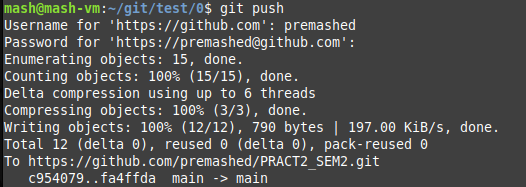 mash@mash-vm:~/git/test/0$ git push
Username for 'https://github.com': premashed
Password for 'https://premashed@github.com':
Enumerating objects: 15, done.
Counting objects: 100% (15/15), done.
Delta compression using up to 6 threads
Compressing objects: 100% (3/3), done.
Writing objects: 100% (12/12), 790 bytes | 197.00 KiB/s, done.
Total 12 (delta 0), reused 0 (delta 0), pack-reused 0
To https://github.com/premashed/PRACT2_SEM2.git
   c954079..fa4ffda  main -> main